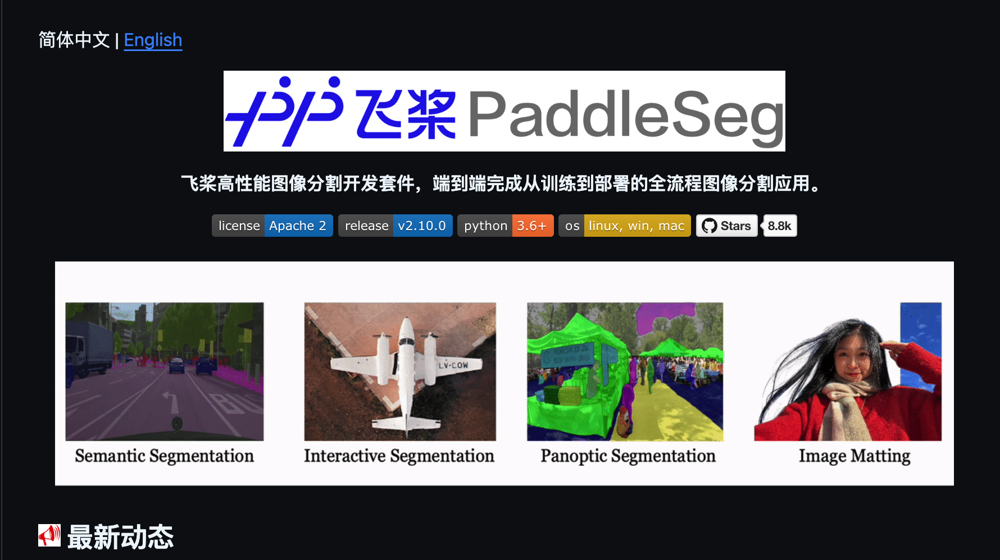 简体中文 | English
飞桨 PaddleSeg
飞桨高性能图像分割开发套件，端到端完成从训练到部署的全流程图像分割应用。
license Apache 2 release v2.10.0 python 3.6+ os linux, win, mac Stars 8.8k
LV-COW
Semantic Segmentation Interactive Segmentation Panoptic Segmentation Image Matting
最新动态